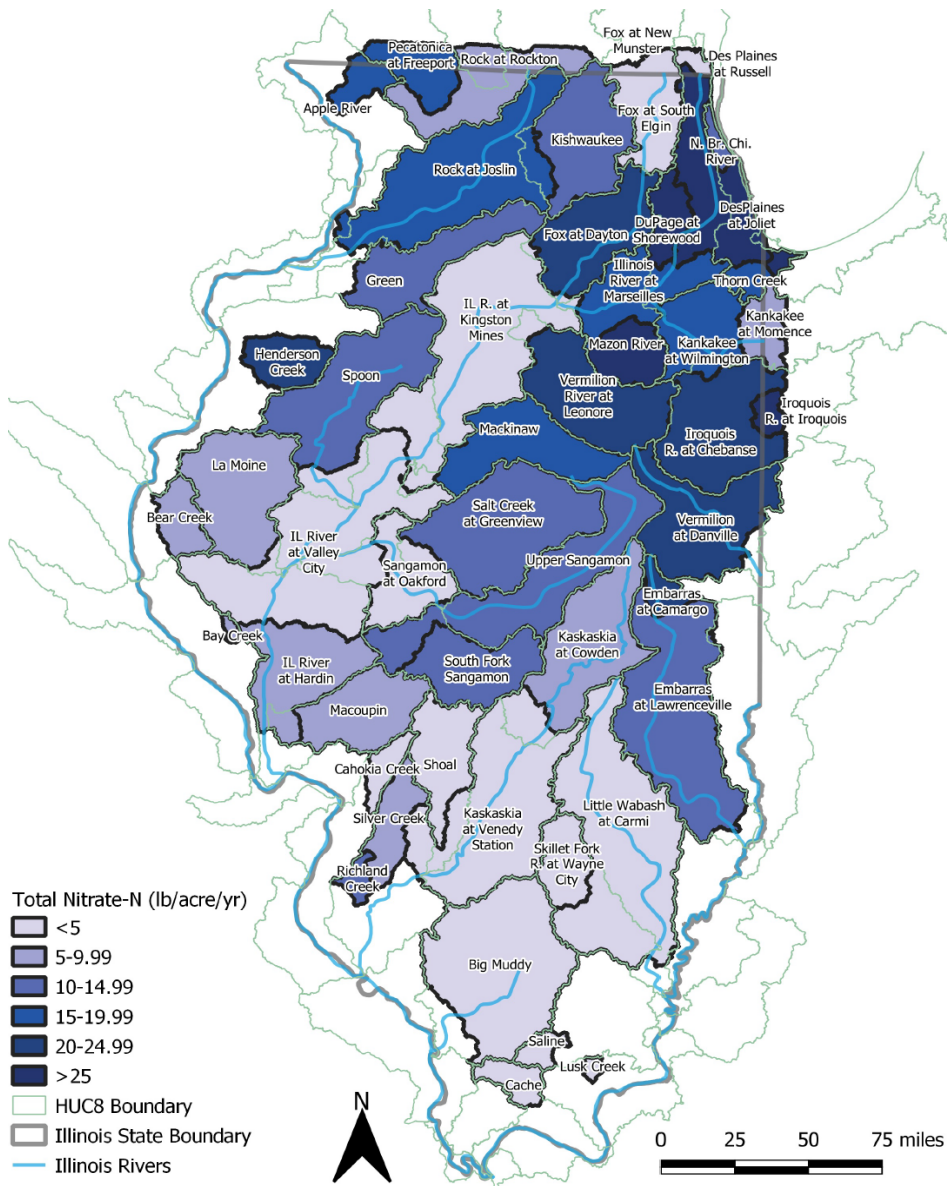 Fox at New
Munster
Pecatonica
at Freeport
Rock at Rockton
Des Plaines
at Russell
Apple River
Fox at South
Elgin
Kishwaukee
N. Br. Chi.
River
Rock at Joslin
DesPlaines
at Joliet
Fox at Dayton
DuPage at
Shorewood
Green
Illinois
River at
Marseilles
Thorn Creek
IL R. at
Kingston
Mines
Kankakee
at Momence
Mazon River
Kankakee
at Wilmington
Henderson
Creek
Spoon
Vermilion
River at
Leonore
Iroquois
R. at Iroquois
Mackinaw
Iroquois
R. at Chebanse
La Moine
Salt Creek
at Greenview
Bear Creek
Vermilion
at Danville
IL River
at Valley
City
Sangamon
at Oakford
Upper Sangamon
Embarras
at Camargo
Bay Creek
Kaskaskia
at Cowden
IL River
at Hardin
South Fork
Sangamon
Embarras
at Lawrenceville
Macoupin
Cahokia Creek
Shoal
Silver Creek
Kaskaskia
at Venedy
Station
Little Wabash
at Carmi
Skillet Fork
R. at Wayne
City
Richland
Creek
Big Muddy
Saline
Lusk Creek
Cache
Total Nitrate-N (lb/acre/yr)
<5
5-9.99
10-14.99
15-19.99
20-24.99
>25
HUC8 Boundary
Illinois State Boundary
Illinois Rivers
N
0 25 50 75 miles